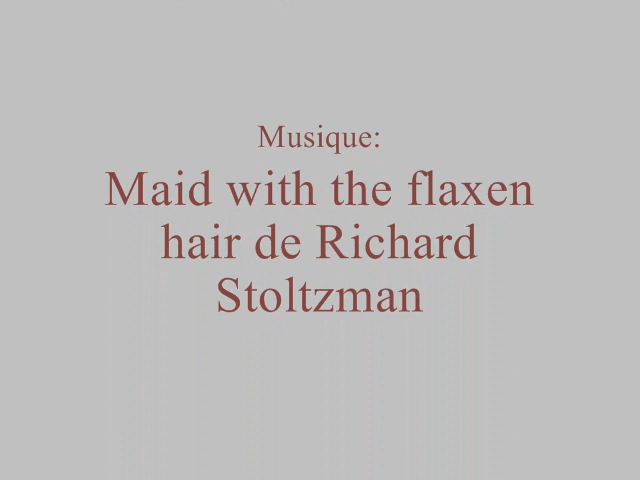 Musique:
Maid with the flaxen
hair de Richard
Stoltzman